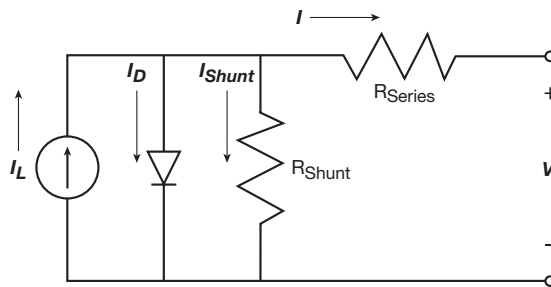 I
I_D
I_Shunt
R_Series
+
I_L
R_Shunt
V
–